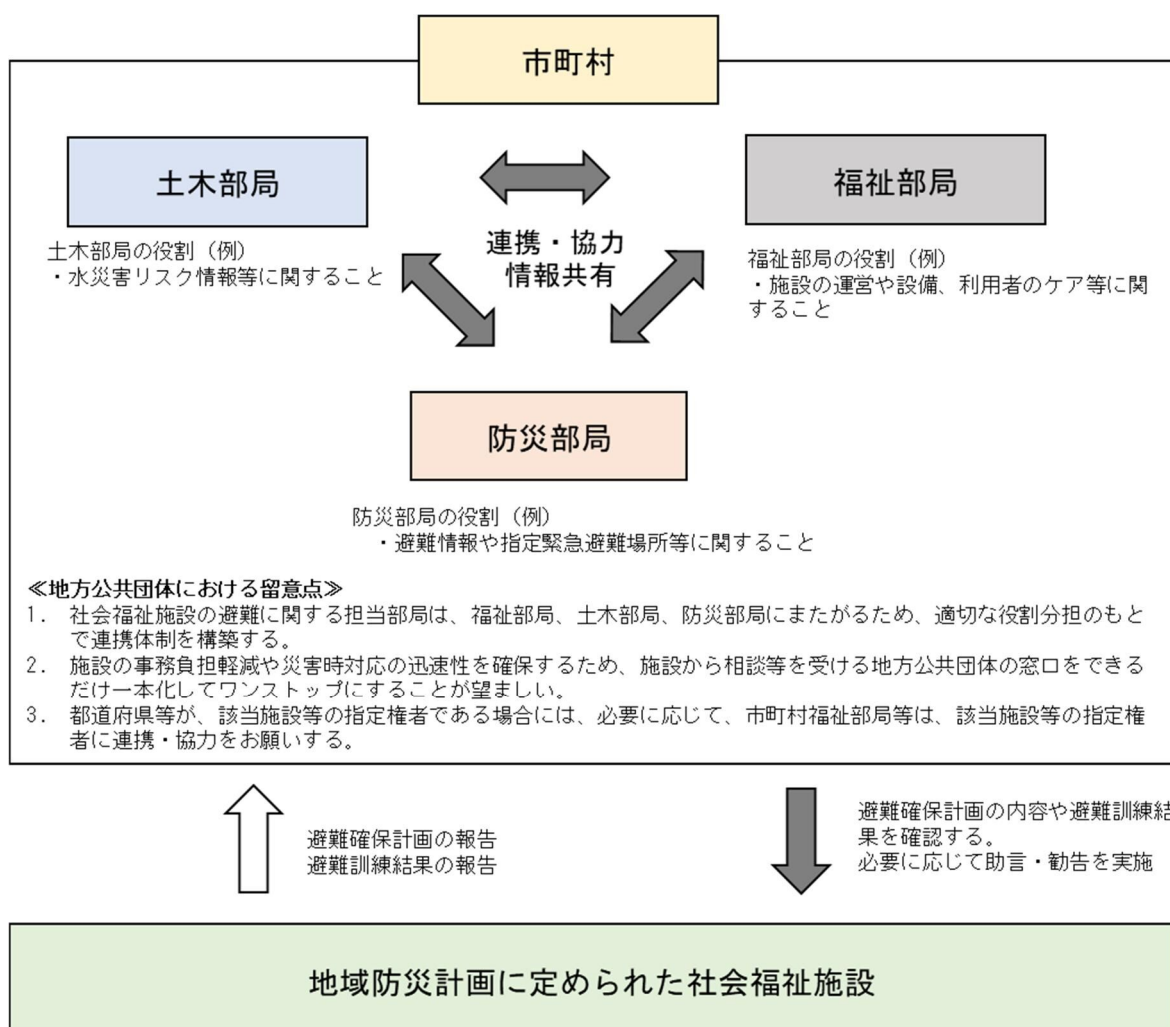 市町村
土木部局
福祉部局
連携・協力
情報共有
土木部局の役割（例）
・水災害リスク情報等に関すること
福祉部局の役割（例）
・施設の運営や設備、利用者のケア等に関
すること
防災部局
防災部局の役割（例）
・避難情報や指定緊急避難場所等に関すること
≪地方公共団体における留意点≫
1. 社会福祉施設の避難に関する担当部局は、福祉部局、土木部局、防災部局にまたがるため、適切な役割分担のもと
で連携体制を構築する。
2. 施設の事務負担軽減や災害時対応の迅速性を確保するため、施設から相談等を受ける地方公共団体の窓口をできる
だけ一本化してワンストップにすることが望ましい。
3. 都道府県等が、該当施設等の指定権者である場合には、必要に応じて、市町村福祉部局等は、該当施設等の指定権
者に連携・協力をお願いする。
避難確保計画の報告
避難訓練結果の報告
避難確保計画の内容や避難訓練結
果を確認する。
必要に応じて助言・勧告を実施
地域防災計画に定められた社会福祉施設